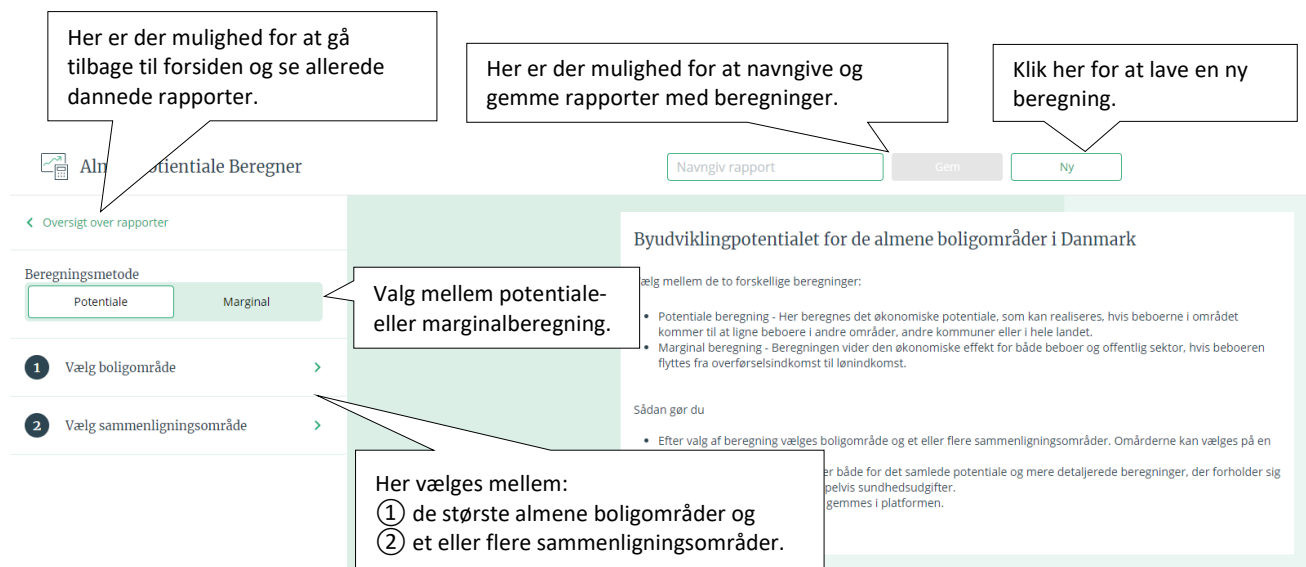 Her er der mulighed for at gå
tilbage til forsiden og se allerede
dannede rapporter.
Her er der mulighed for at navngive og
gemme rapporter med beregninger.
Klik her for at lave en ny
beregning.
Beregner
Navngiv rapport
Gem
Ny
Oversigt over rapporter
Beregningsmetode
Potentiale
Marginal
Valg mellem potentiale-
eller marginalberegning.
1 Vælg boligområde
2 Vælg sammenligningsområde
Her vælges mellem:
① de største almene boligområder og
② et eller flere sammenligningsområder.
Byudviklingpotentialet for de almene boligområder i Danmark
mellem de to forskellige beregninger:
• Potentiale beregning - Her beregnes det økonomiske potentiale, som kan realiseres, hvis beboerne i området
kommer til at ligne beboere i andre områder, andre kommuner eller i hele landet.
• Marginal beregning - Beregningen vider den økonomiske effekt for både beboer og offentlig sektor, hvis beboeren
flyttes fra overførselsindkomst til lønindkomst.
Sådan gør du
• Efter valg af beregning vælges boligområde og et eller flere sammenligningsområder. Omårderne kan vælges på en
både for det samlede potentiale og mere detaljerede beregninger, der forholder sig
sundhedsudgifter.
gemmes i platformen.